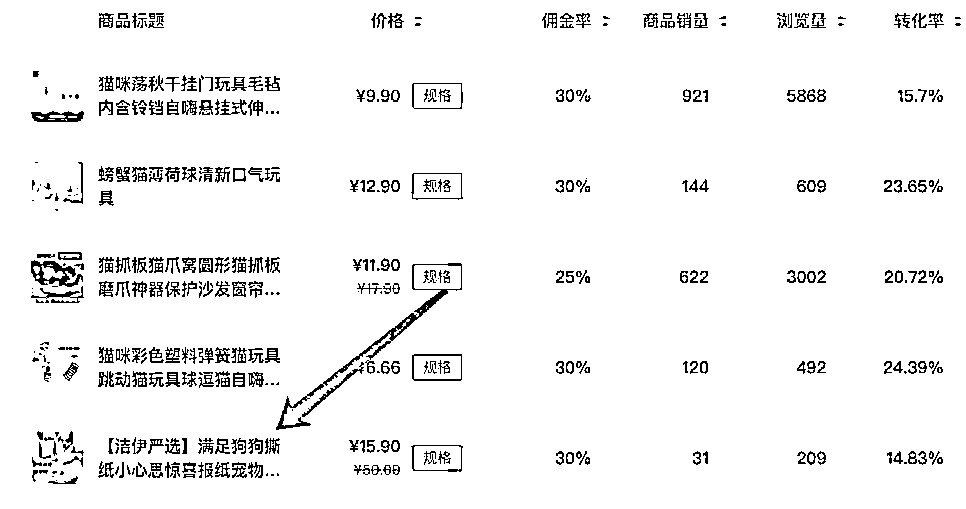 商品标题 价格 佣金率 商品销量 浏览量 转化率
猫咪荡秋千挂门玩具毛毡
内含铃铛自嗨悬挂式伸...
¥9.90 规格 30% 921 5868 15.7%
螃蟹猫薄荷球清新口气玩
具
¥12.90 规格 30% 144 609 23.65%
猫抓板猫爪窝圆形猫抓板
磨爪神器保护沙发窗帘...
¥11.90 规格 25% 622 3002 20.72%
¥17.90
猫咪彩色塑料弹簧猫玩具
跳动猫玩具球逗猫自嗨...
¥6.66 规格 30% 120 492 24.39%
【洁伊严选】满足狗狗撕
纸小心思惊喜报纸宠物...
¥15.90 规格 30% 31 209 14.83%
¥50.00